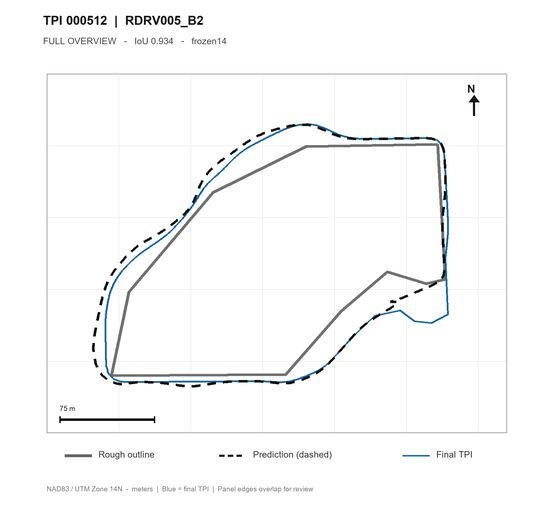 TPI 000512 | RDRV005_B2
FULL OVERVIEW - IoU 0.934 - frozen14
N
75 m
Rough outline
Prediction (dashed)
Final TPI
NAD83 / UTM Zone 14N - meters | Blue = final TPI | Panel edges overlap for review